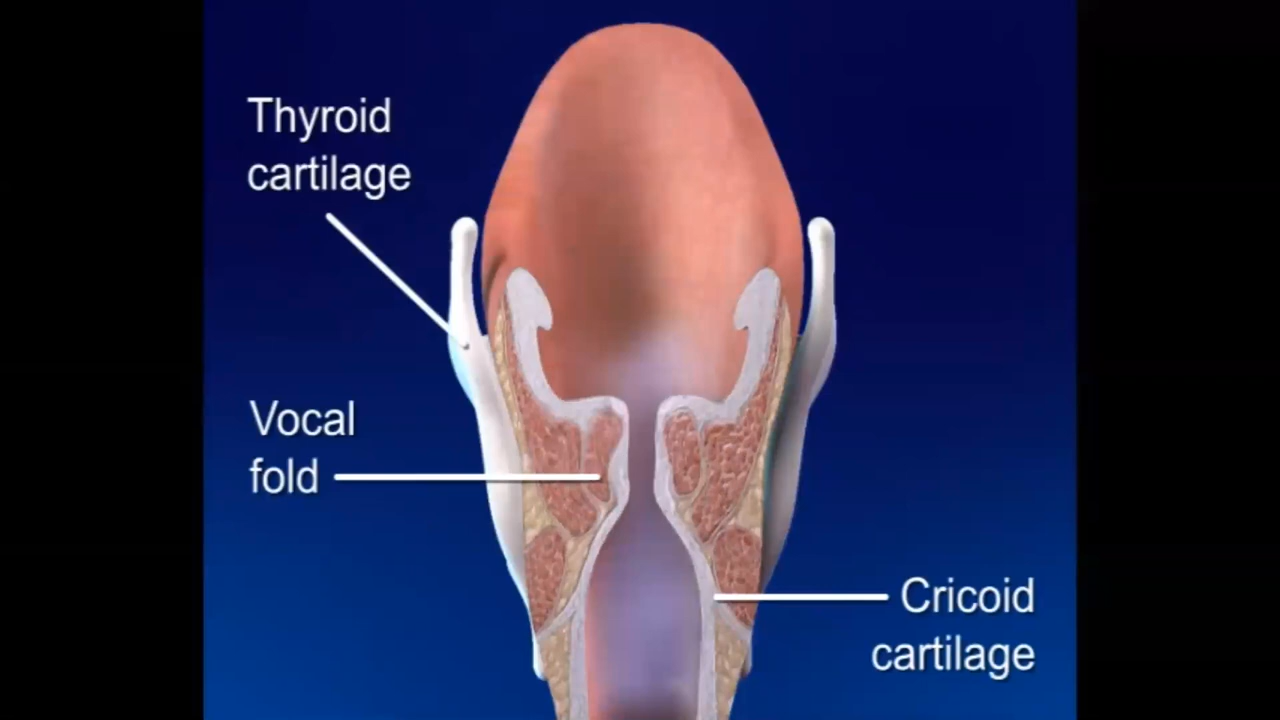 Thyroid
cartilage
Vocal
fold
Cricoid
cartilage